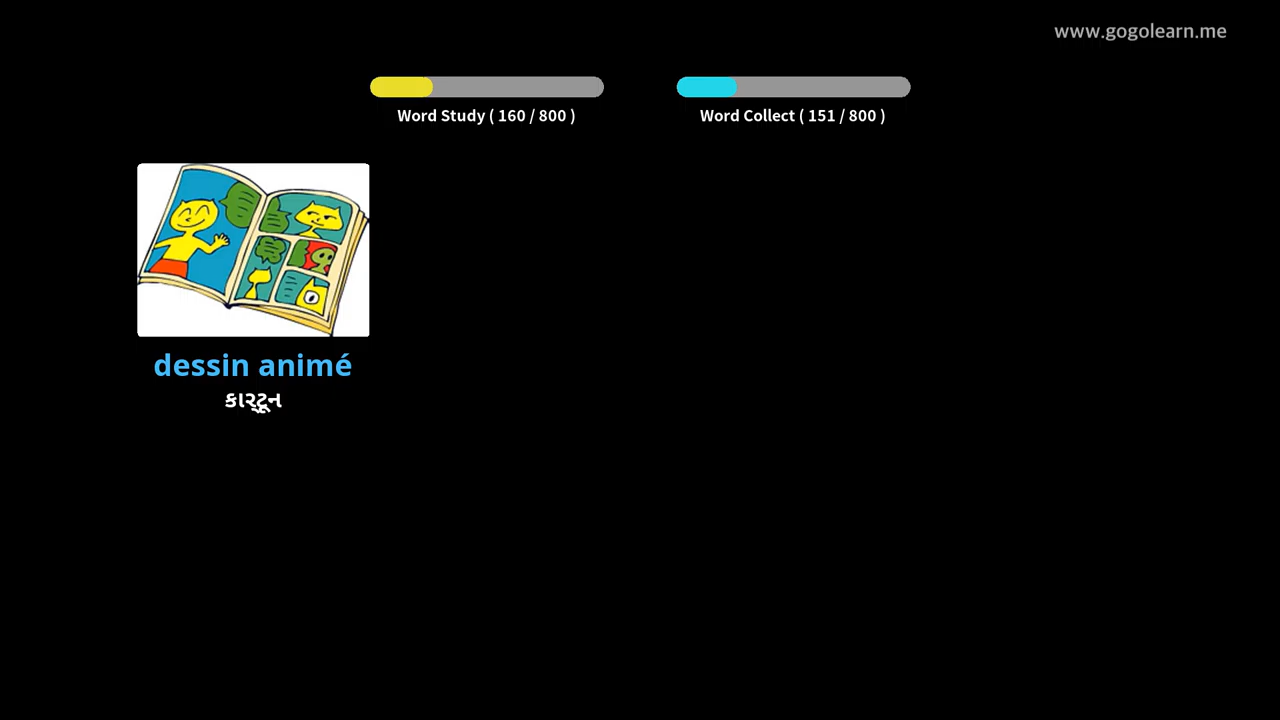 www.gogolearn.me
Word Study ( 160 / 800 )
Word Collect ( 151 / 800 )
dessin animé
કાર્ટૂન